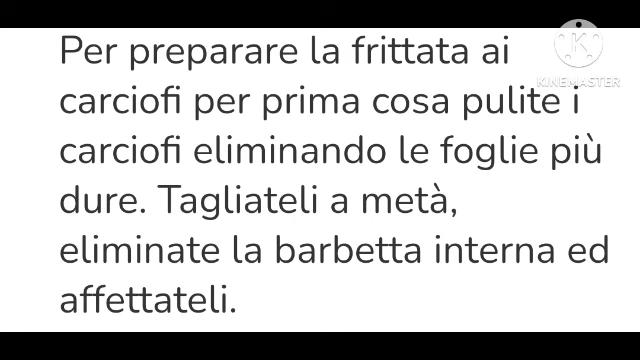 Per preparare la frittata ai
carciofi per prima cosa pulite i
carciofi eliminando le foglie più
dure. Tagliateli a metà,
eliminate la barbetta interna ed
affettateli.
K
KINEMASTER